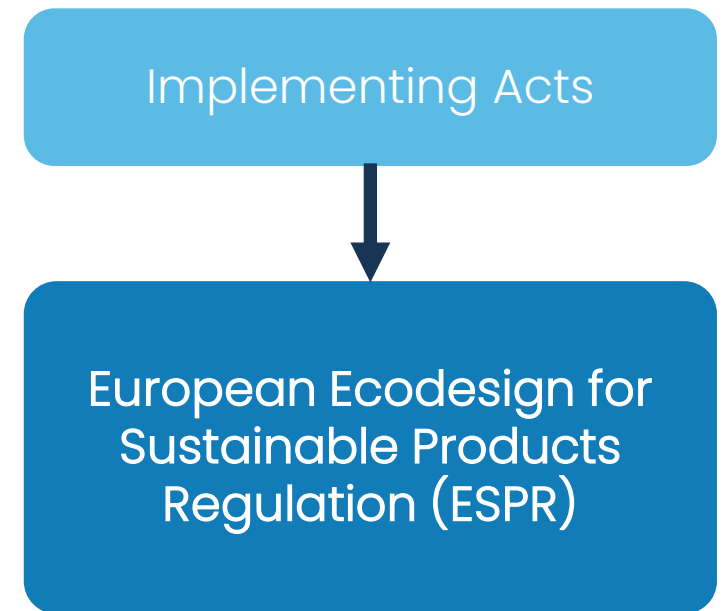 Implementing Acts
European Ecodesign for
Sustainable Products
Regulation (ESPR)